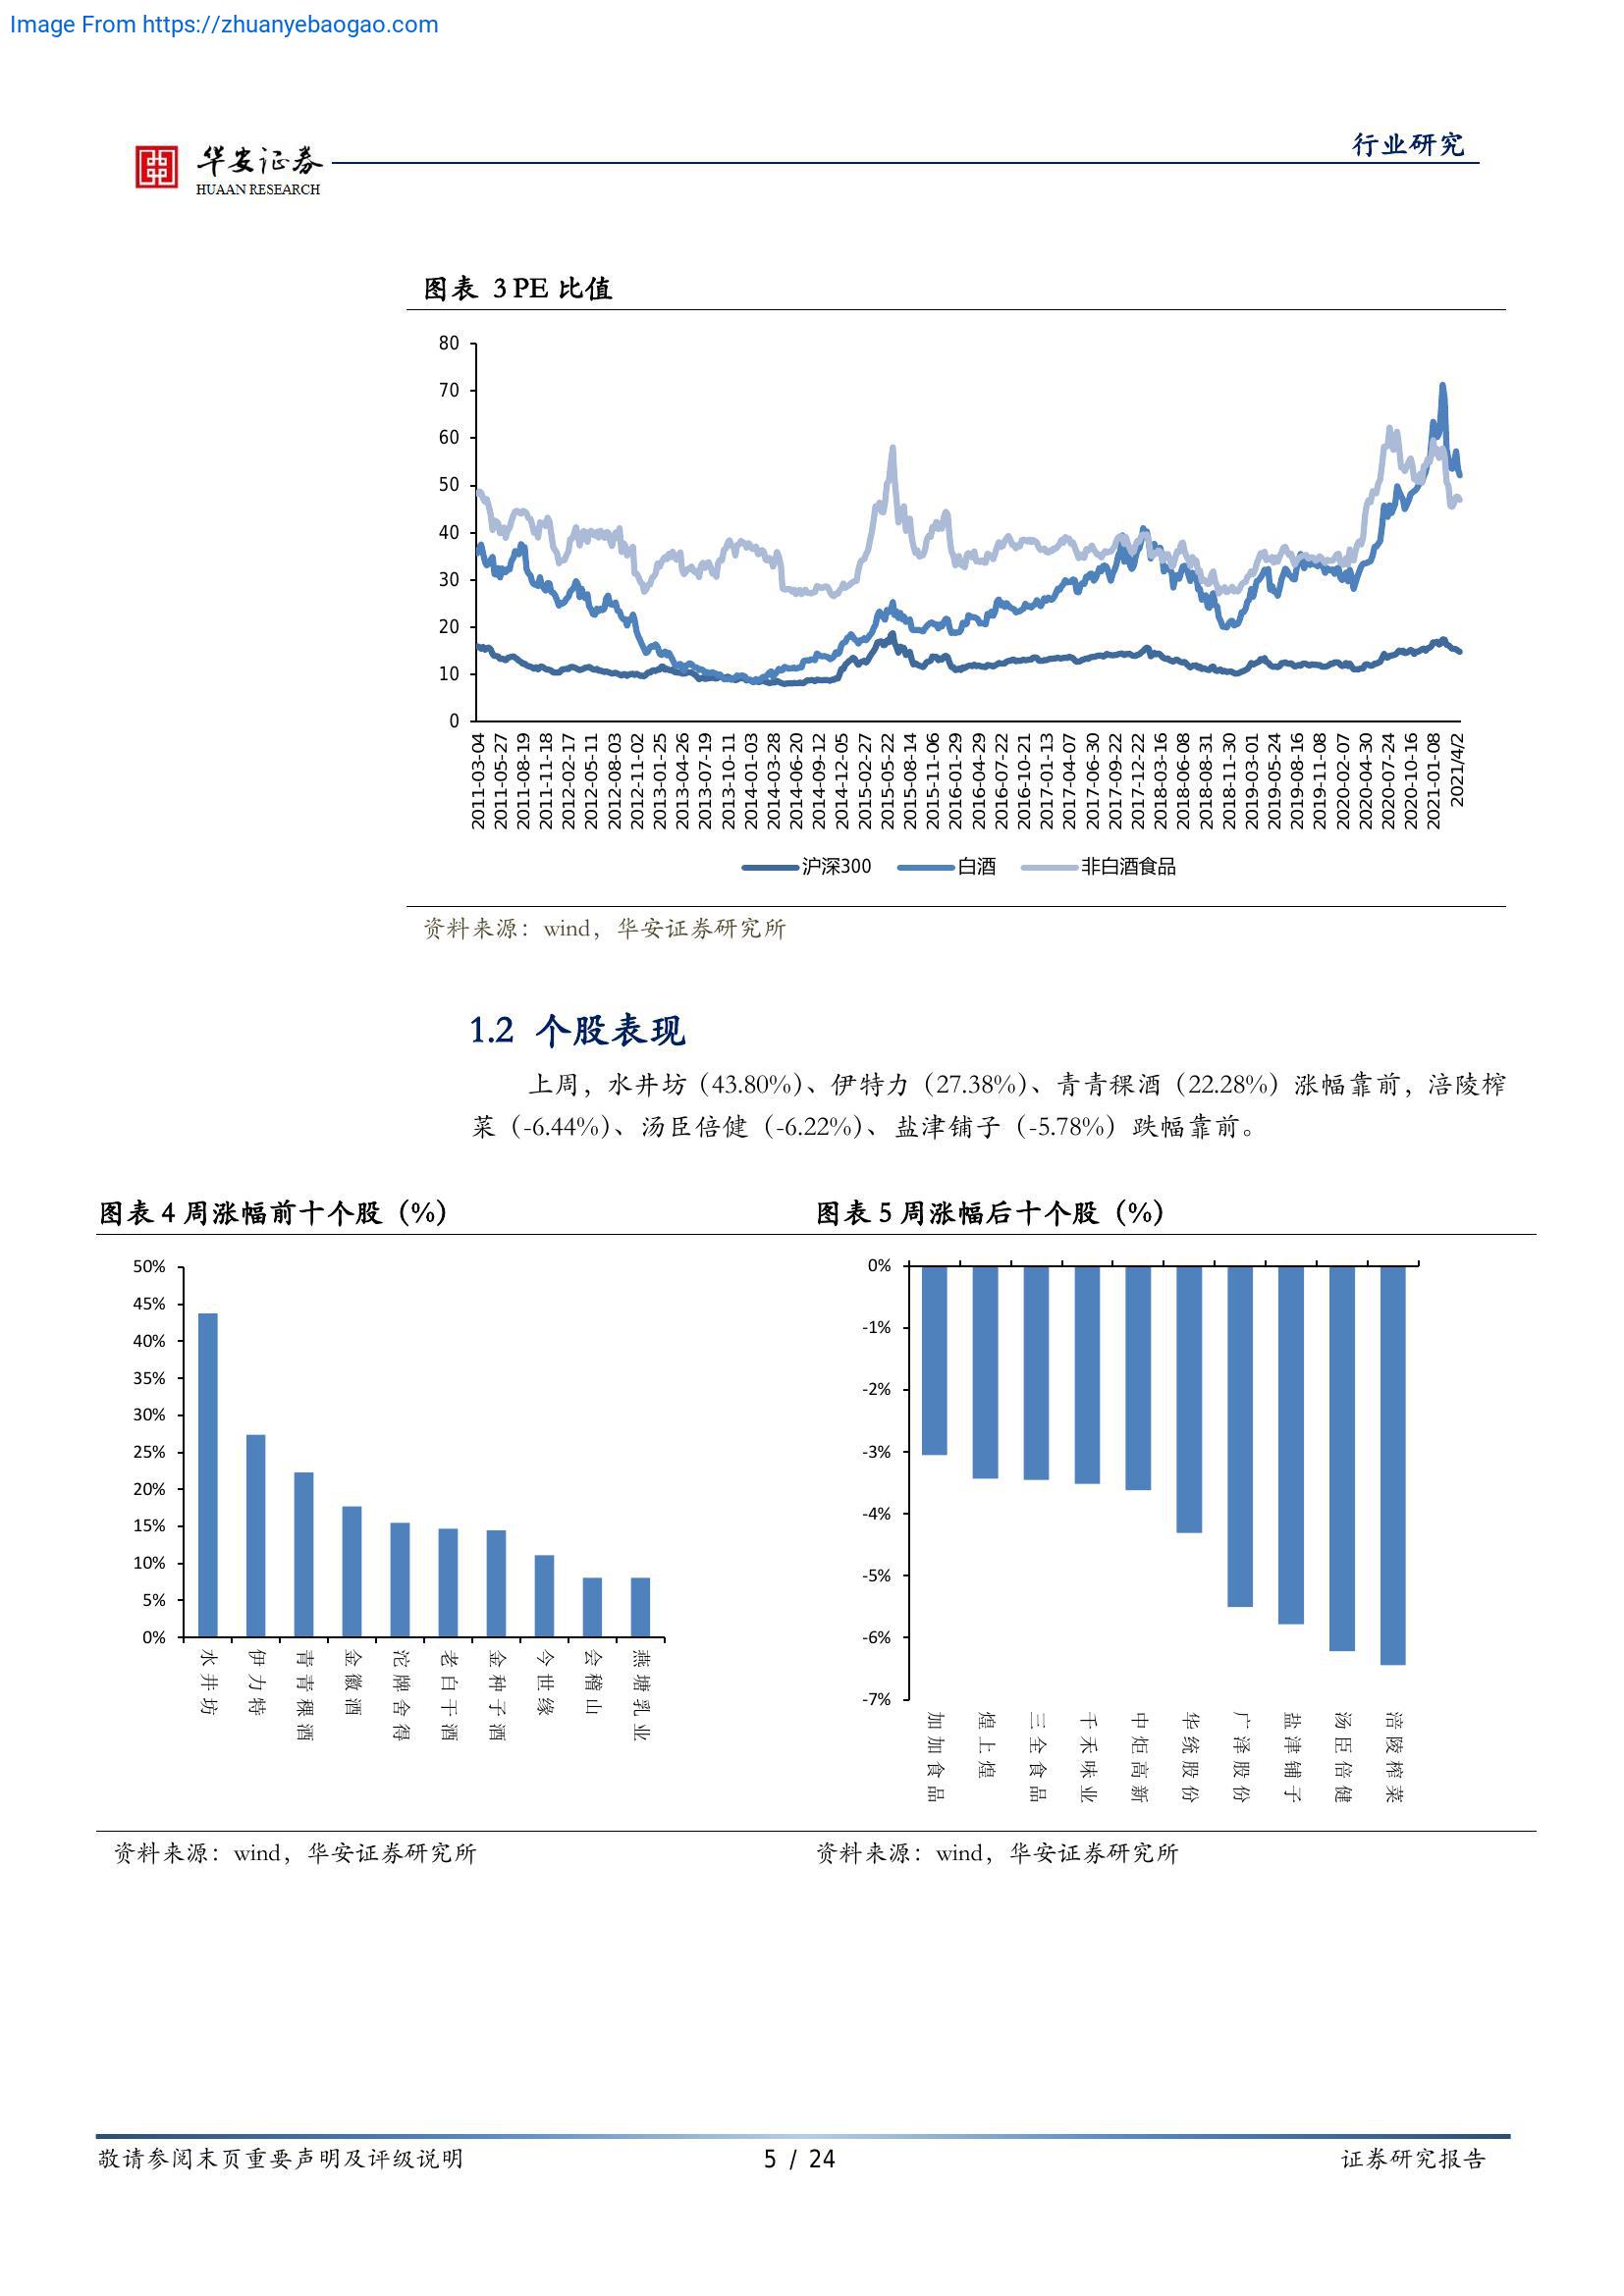 Image From https://zhuanyebaogao.com
华安证券
HUAAN RESEARCH
行业研究
图表 3 PE 比值
80
70
60
50
40
30
20
10
0
2011-03-04
2011-05-27
2011-08-19
2011-11-18
2012-02-17
2012-05-11
2012-08-03
2012-11-02
2013-01-25
2013-04-26
2013-07-19
2013-10-11
2014-01-03
2014-03-28
2014-06-20
2014-09-12
2014-12-05
2015-02-27
2015-05-22
2015-08-14
2015-11-06
2016-01-29
2016-04-29
2016-07-22
2016-10-21
2017-01-13
2017-04-07
2017-06-30
2017-09-22
2017-12-22
2018-03-16
2018-06-08
2018-08-31
2018-11-30
2019-03-01
2019-05-24
2019-08-16
2019-11-08
2020-02-07
2020-04-30
2020-07-24
2020-10-16
2021-01-08
2021/4/2
沪深300 白酒 非白酒食品
资料来源：wind，华安证券研究所
1.2 个股表现
上周，水井坊（43.80%）、伊特力（27.38%）、青青稞酒（22.28%）涨幅靠前，涪陵榨
菜（-6.44%）、汤臣倍健（-6.22%）、盐津铺子（-5.78%）跌幅靠前。
图表 4 周涨幅前十个股（%）
50%
45%
40%
35%
30%
25%
20%
15%
10%
5%
0%
水井坊
伊力特
青青稞酒
金徽酒
沱牌舍得
老白干酒
金种子酒
今世缘
会稽山
燕塘乳业
资料来源：wind，华安证券研究所
图表 5 周涨幅后十个股（%）
0%
-1%
-2%
-3%
-4%
-5%
-6%
-7%
加加食品
煌上煌
三全食品
千禾味业
中炬高新
华统股份
广泽股份
盐津铺子
汤臣倍健
涪陵榨菜
资料来源：wind，华安证券研究所
敬请参阅末页重要声明及评级说明
5 / 24
证券研究报告